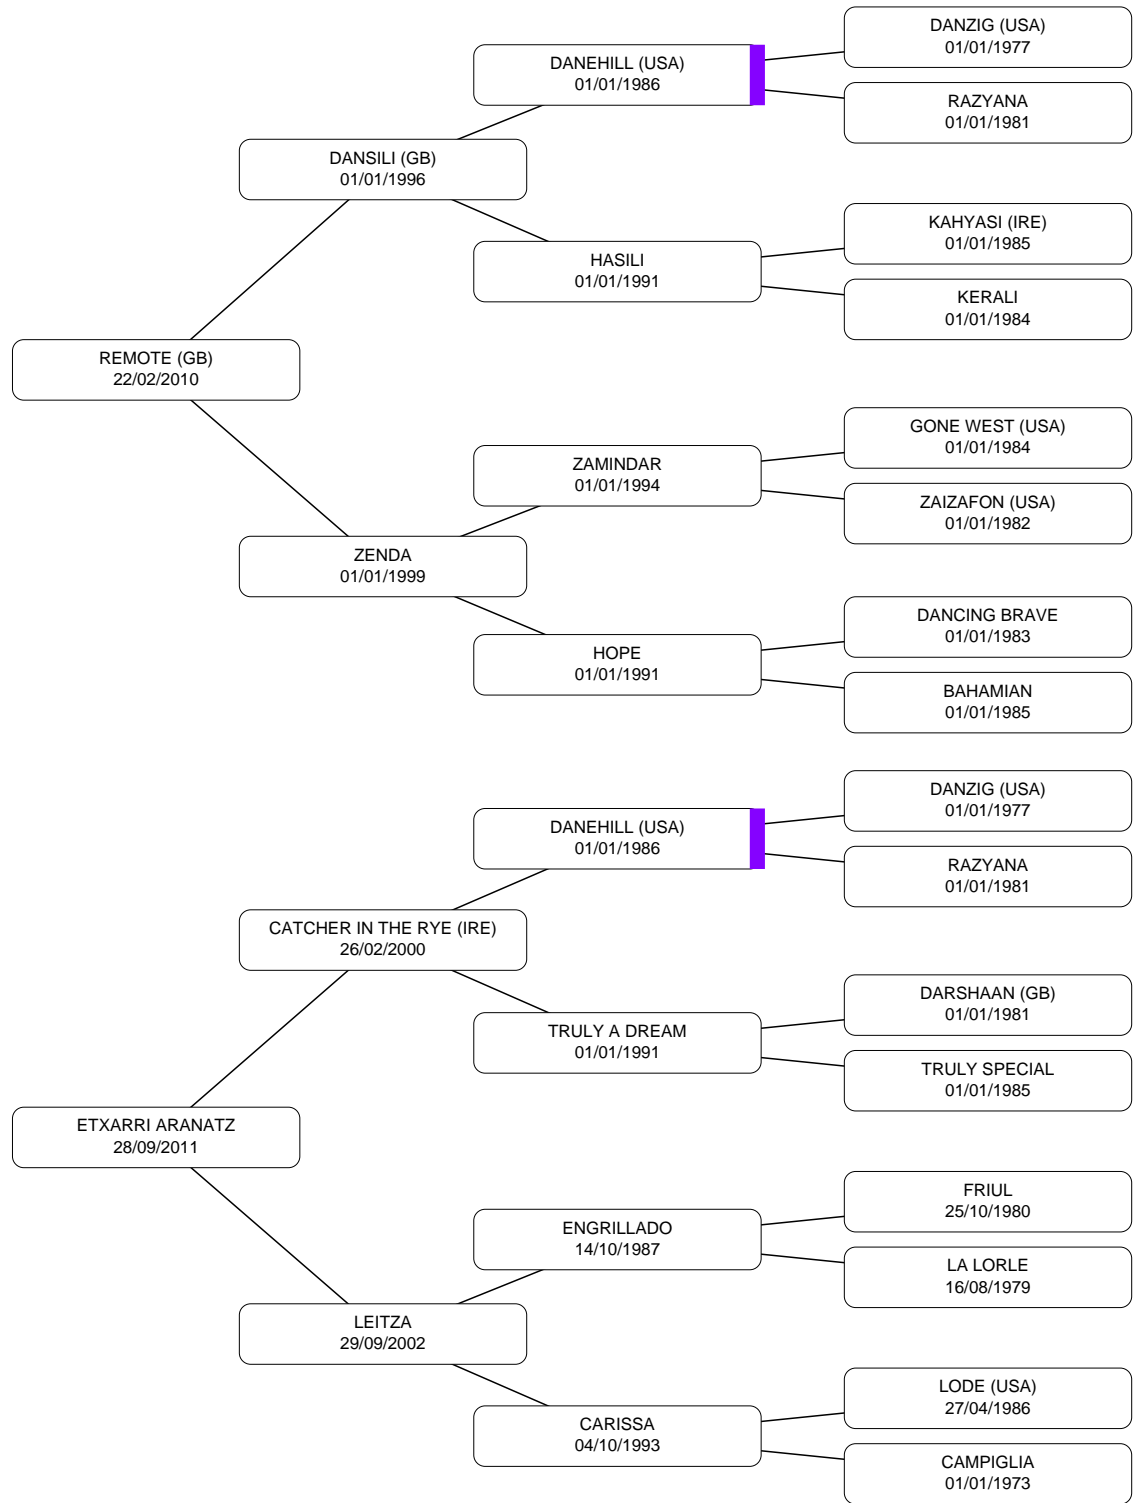 DANZIG (USA)
01/01/1977
DANEHILL (USA)
01/01/1986
RAZYANA
01/01/1981
DANSILI (GB)
01/01/1996
KAHYASI (IRE)
01/01/1985
HASILI
01/01/1991
KERALI
01/01/1984
REMOTE (GB)
22/02/2010
GONE WEST (USA)
01/01/1984
ZAMINDAR
01/01/1994
ZAIZAFON (USA)
01/01/1982
ZENDA
01/01/1999
DANCING BRAVE
01/01/1983
HOPE
01/01/1991
BAHAMIAN
01/01/1985
DANZIG (USA)
01/01/1977
DANEHILL (USA)
01/01/1986
RAZYANA
01/01/1981
CATCHER IN THE RYE (IRE)
26/02/2000
DARSHAAN (GB)
01/01/1981
TRULY A DREAM
01/01/1991
TRULY SPECIAL
01/01/1985
ETXARRI ARANATZ
28/09/2011
FRIUL
25/10/1980
ENGRILLADO
14/10/1987
LA LORLE
16/08/1979
LEITZA
29/09/2002
LODE (USA)
27/04/1986
CARISSA
04/10/1993
CAMPIGLIA
01/01/1973